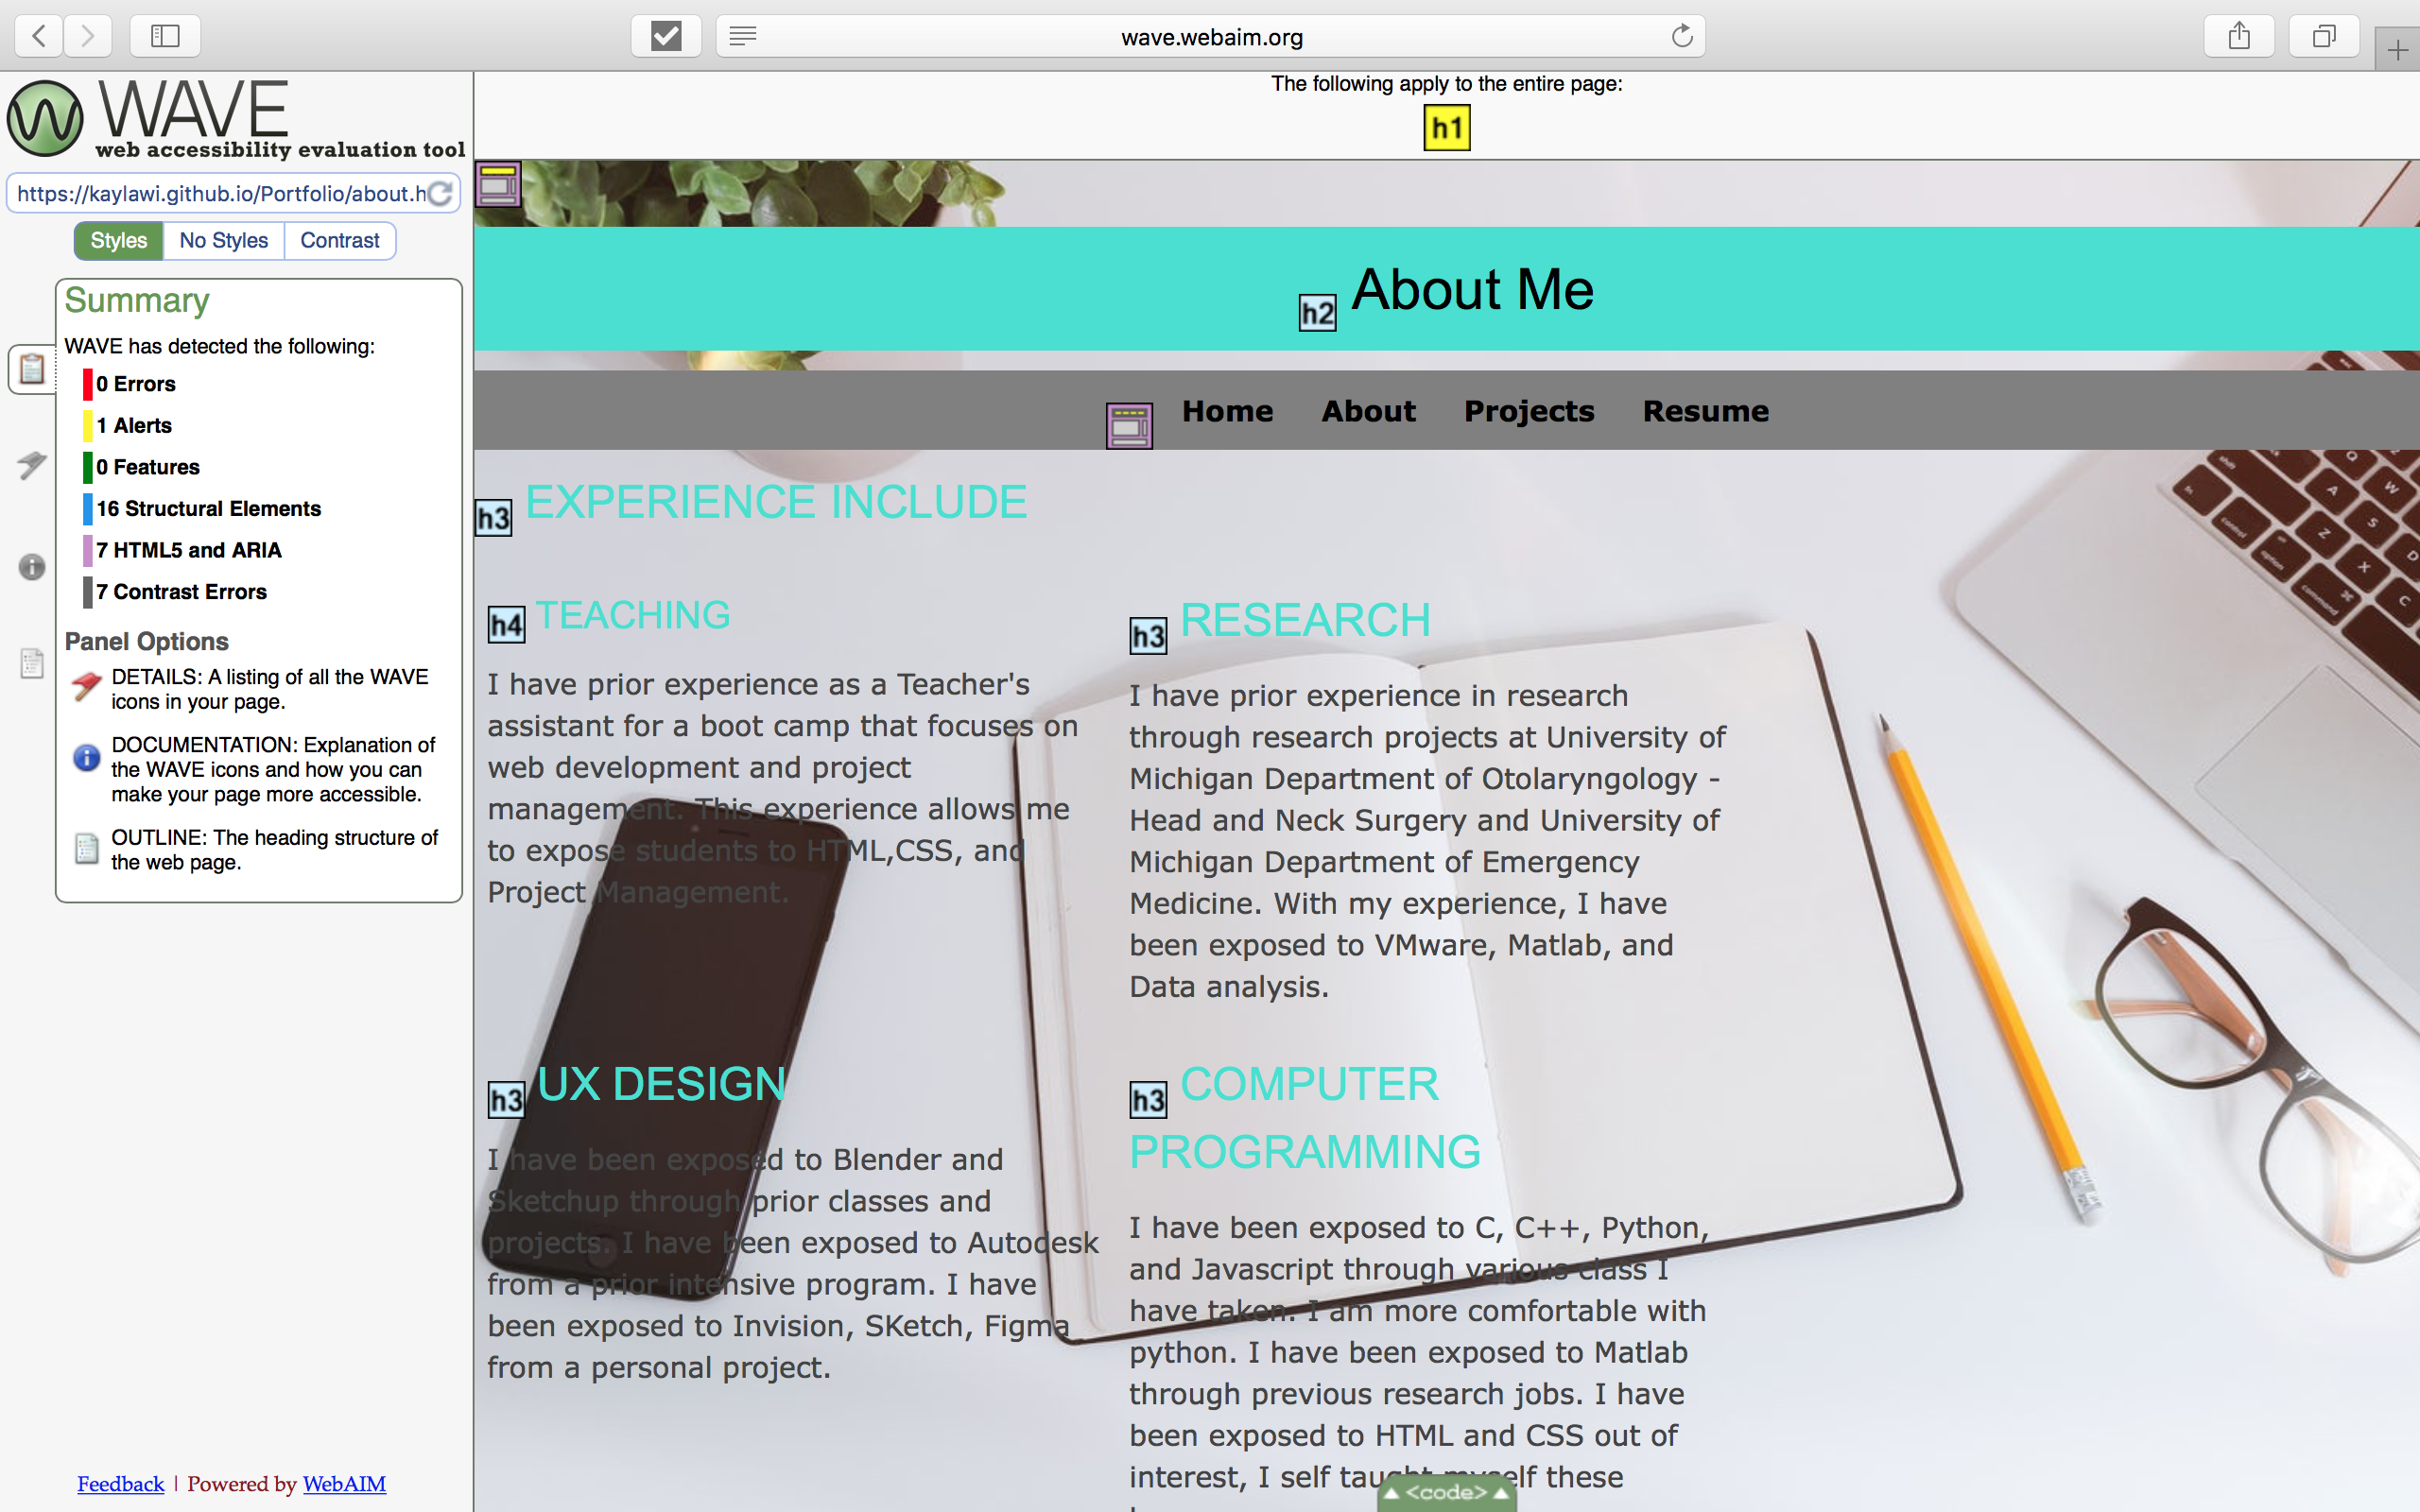 wave.webaim.org
WAVE
web accessibility evaluation tool
https://kaylawi.github.io/Portfolio/about.h
Styles
No Styles
Contrast
Summary
WAVE has detected the following:
0 Errors
1 Alerts
0 Features
16 Structural Elements
7 HTML5 and ARIA
7 Contrast Errors
Panel Options
DETAILS: A listing of all the WAVE
icons in your page.
DOCUMENTATION: Explanation of
the WAVE icons and how you can
make your page more accessible.
OUTLINE: The heading structure of
the web page.
Feedback | Powered by WebAIM
The following apply to the entire page:
h1
h2 About Me
Home About Projects Resume
h3 EXPERIENCE INCLUDE
h4 TEACHING
I have prior experience as a Teacher's
assistant for a boot camp that focuses on
web development and project
management. This experience allows me
to expose students to HTML,CSS, and
Project Management.
h3 RESEARCH
I have prior experience in research
through research projects at University of
Michigan Department of Otolaryngology -
Head and Neck Surgery and University of
Michigan Department of Emergency
Medicine. With my experience, I have
been exposed to VMware, Matlab, and
Data analysis.
h3 UX DESIGN
I have been exposed to Blender and
Sketchup through prior classes and
projects. I have been exposed to Autodesk
from a prior intensive program. I have
been exposed to Invision, SKetch, Figma
from a personal project.
h3 COMPUTER
PROGRAMMING
I have been exposed to C, C++, Python,
and Javascript through various class I
have taken. I am more comfortable with
python. I have been exposed to Matlab
through previous research jobs. I have
been exposed to HTML and CSS out of
interest, I self taught myself these
<code>